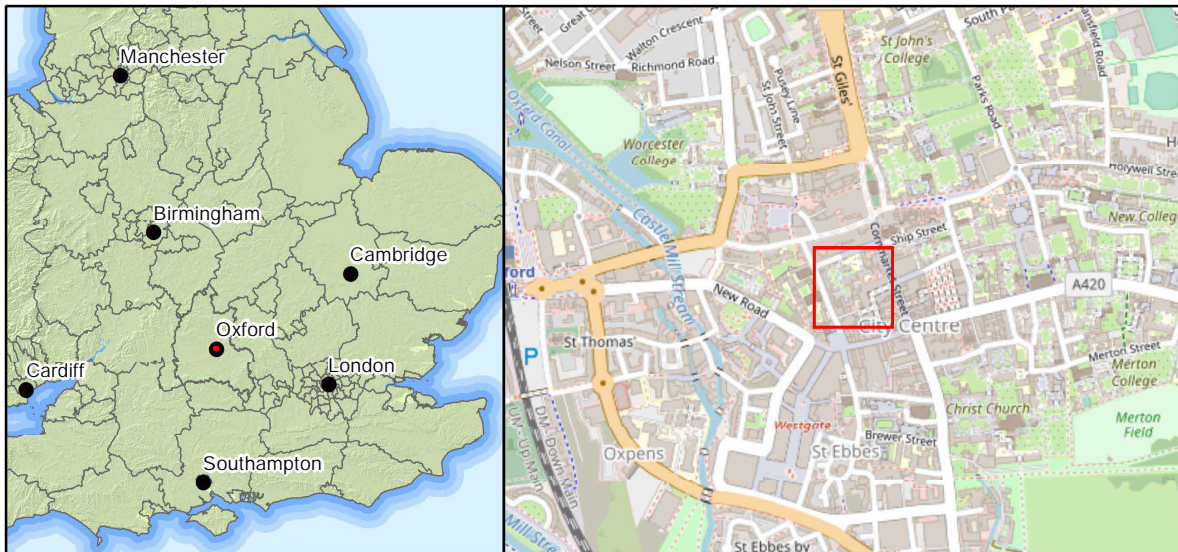 Manchester
Birmingham
Cambridge
Oxford
Cardiff
London
Southampton
Walton Crescent
Nelson Street
Richmond Road
Pusey Lane
St John Street
St Giles'
St John's
College
Parks Road
Oxford Canal
Worcester
College
Castle Mill Stream
Holywell Street
New College
Ship Street
Cornmarket Street
New Road
A420
City Centre
St Thomas'
P
Merton Street
Merton
College
Christ Church
Merton
Field
Westgate
Brewer Street
St Ebbes
Oxpens
UM - Up Main
DM - Down Main
Mill Stream
St Ebbes by